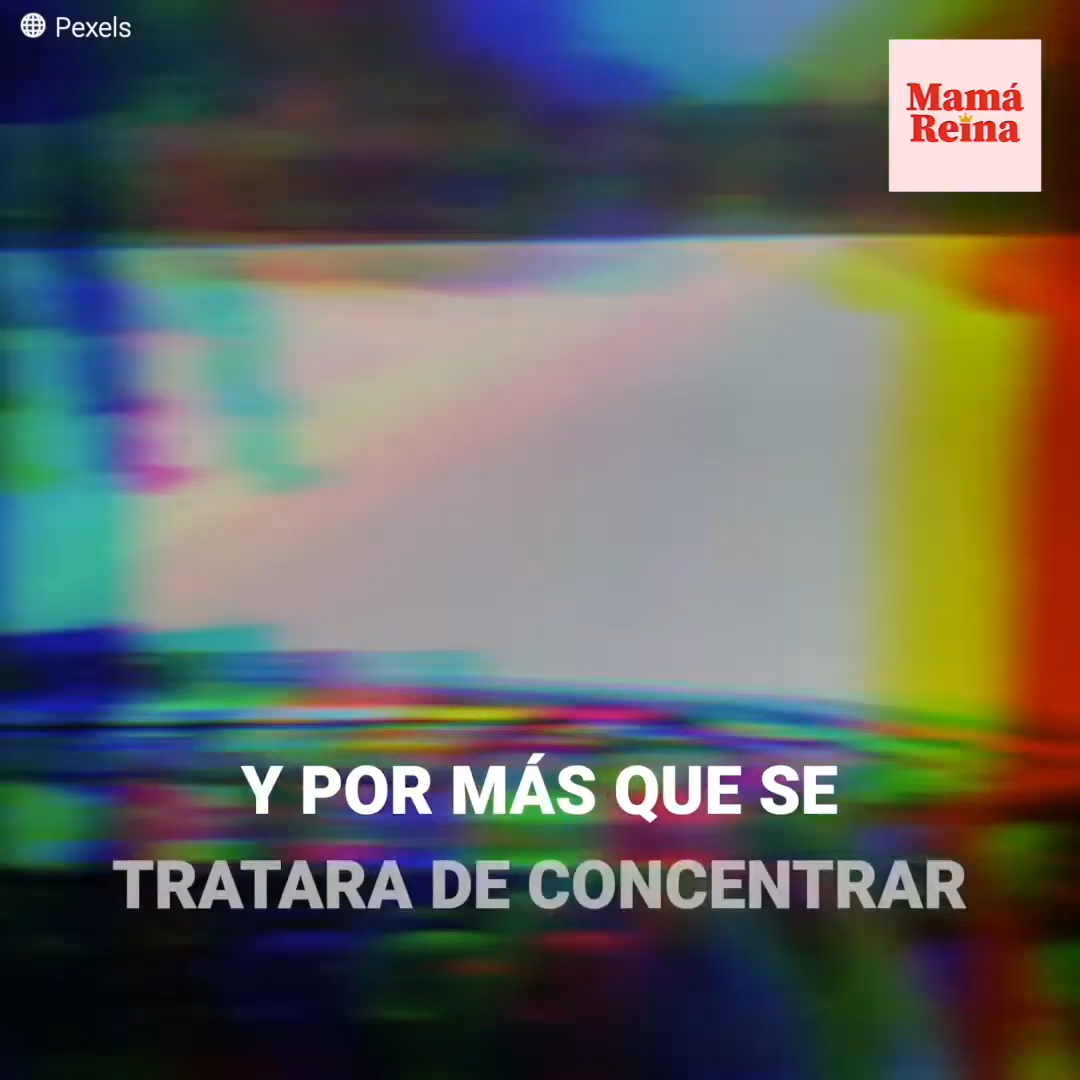 Pexels
Mamá
Reina
Y POR MÁS QUE SE
TRATARA DE CONCENTRAR